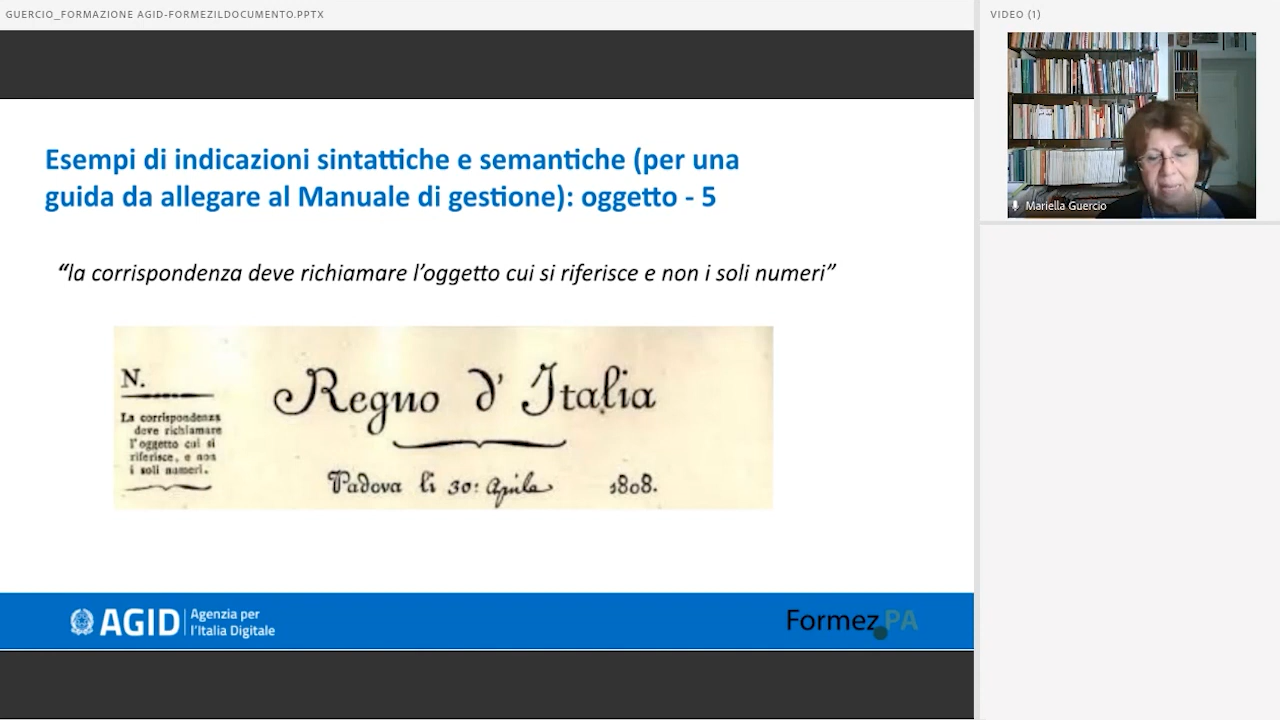 GUERCIO_FORMAZIONE AGID-FORMEZILDOCUMENTO.PPTX
VIDEO (1)
Mariella Guercio
Esempi di indicazioni sintattiche e semantiche (per una
guida da allegare al Manuale di gestione): oggetto - 5
“la corrispondenza deve richiamare l’oggetto cui si riferisce e non i soli numeri”
N.
La corrispondenza
deve richiamare
l'oggetto cui si
riferisce, e non
i soli numeri.
Regno d' Italia
Padova li 30: Aprile 1808.
AGID Agenzia per
l’Italia Digitale
Formez PA